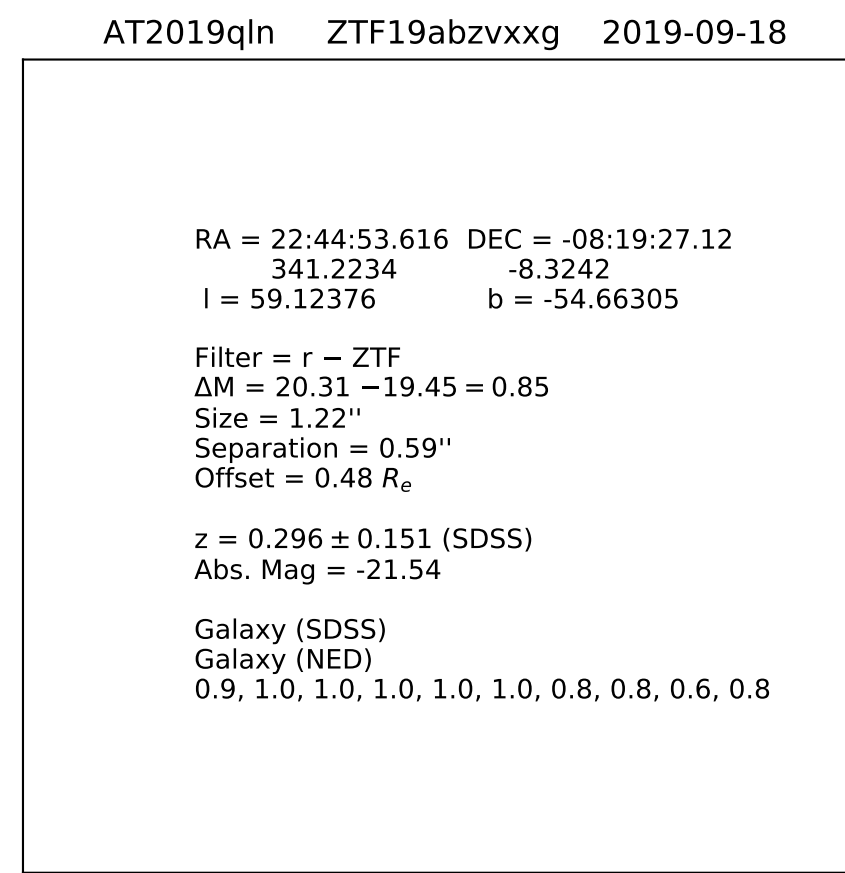 AT2019qln ZTF19abzvxxg 2019-09-18
RA = 22:44:53.616 DEC = -08:19:27.12
341.2234 -8.3242
l = 59.12376 b = -54.66305
Filter = r − ZTF
ΔM = 20.31 −19.45 = 0.85
Size = 1.22''
Separation = 0.59''
Offset = 0.48 Rₑ
z = 0.296 ± 0.151 (SDSS)
Abs. Mag = -21.54
Galaxy (SDSS)
Galaxy (NED)
0.9, 1.0, 1.0, 1.0, 1.0, 1.0, 0.8, 0.8, 0.6, 0.8